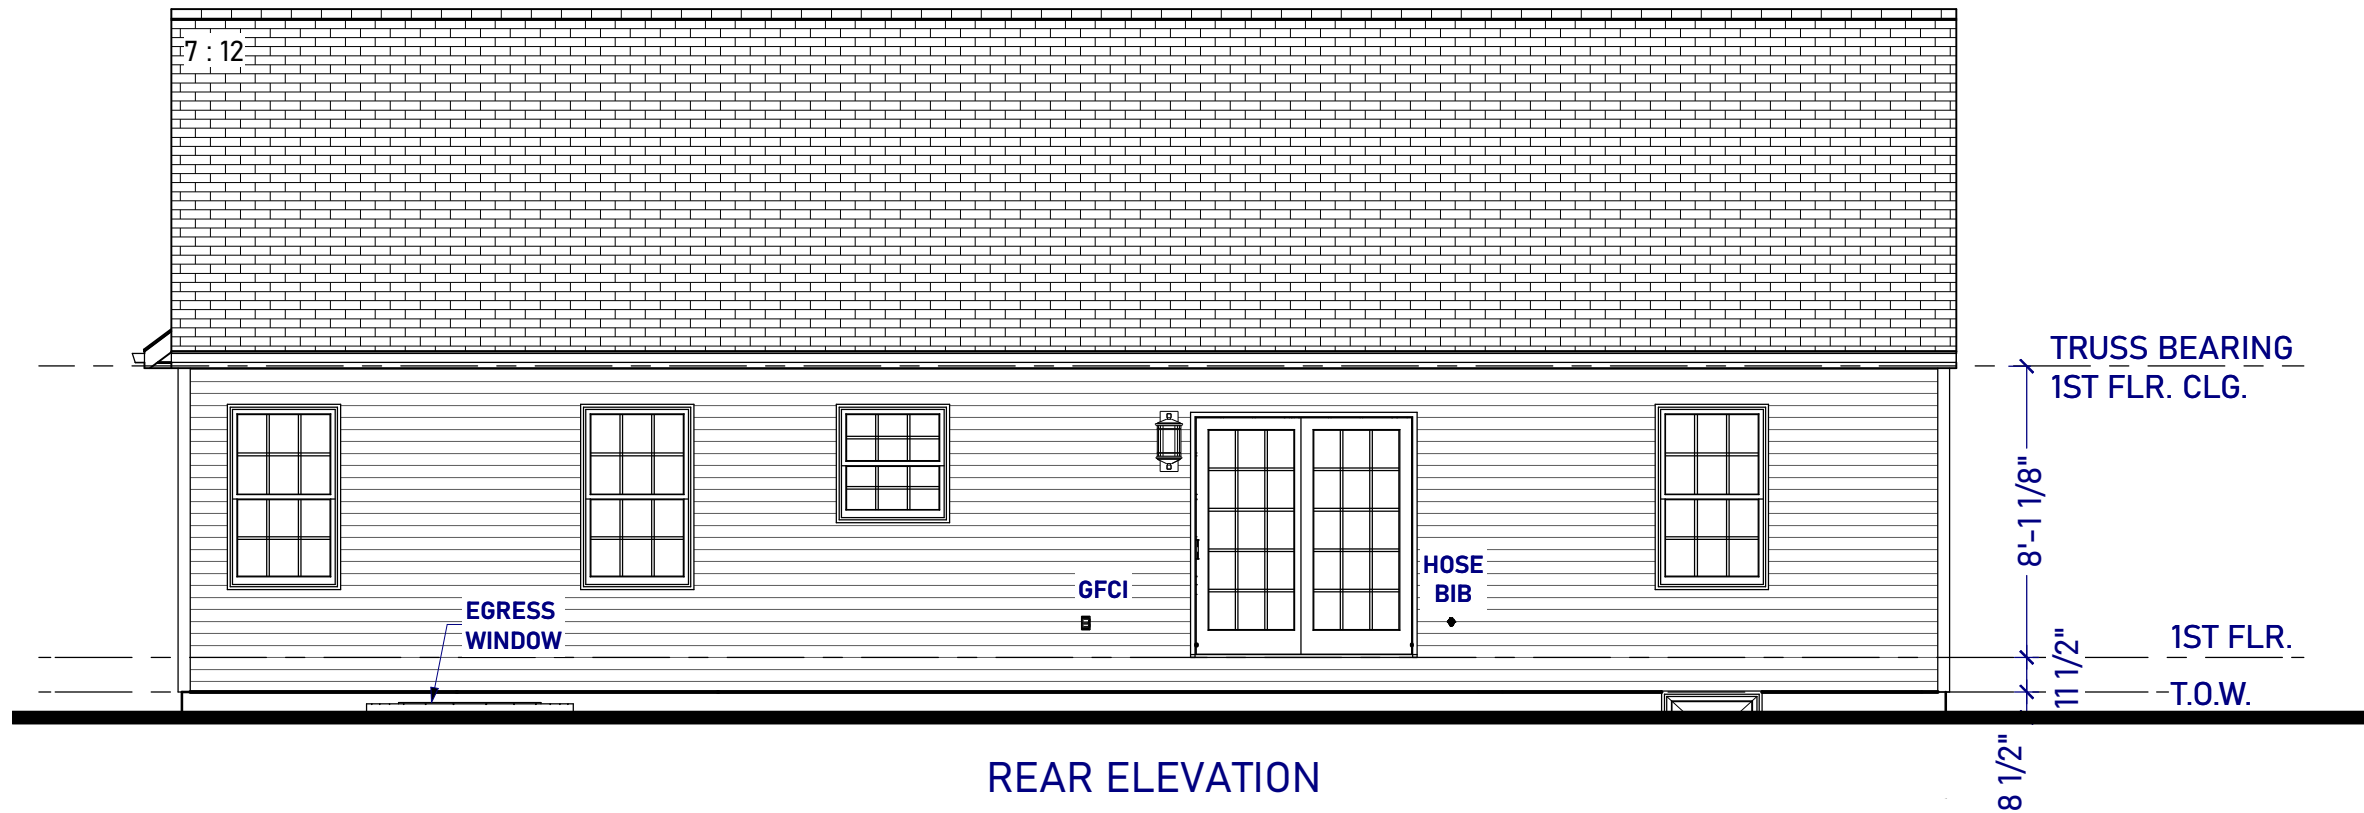 7 : 12
TRUSS BEARING
1ST FLR. CLG.
8'-1 1/8"
GFCI
HOSE
BIB
EGRESS
WINDOW
1ST FLR.
11 1/2"
T.O.W.
8 1/2"
REAR ELEVATION